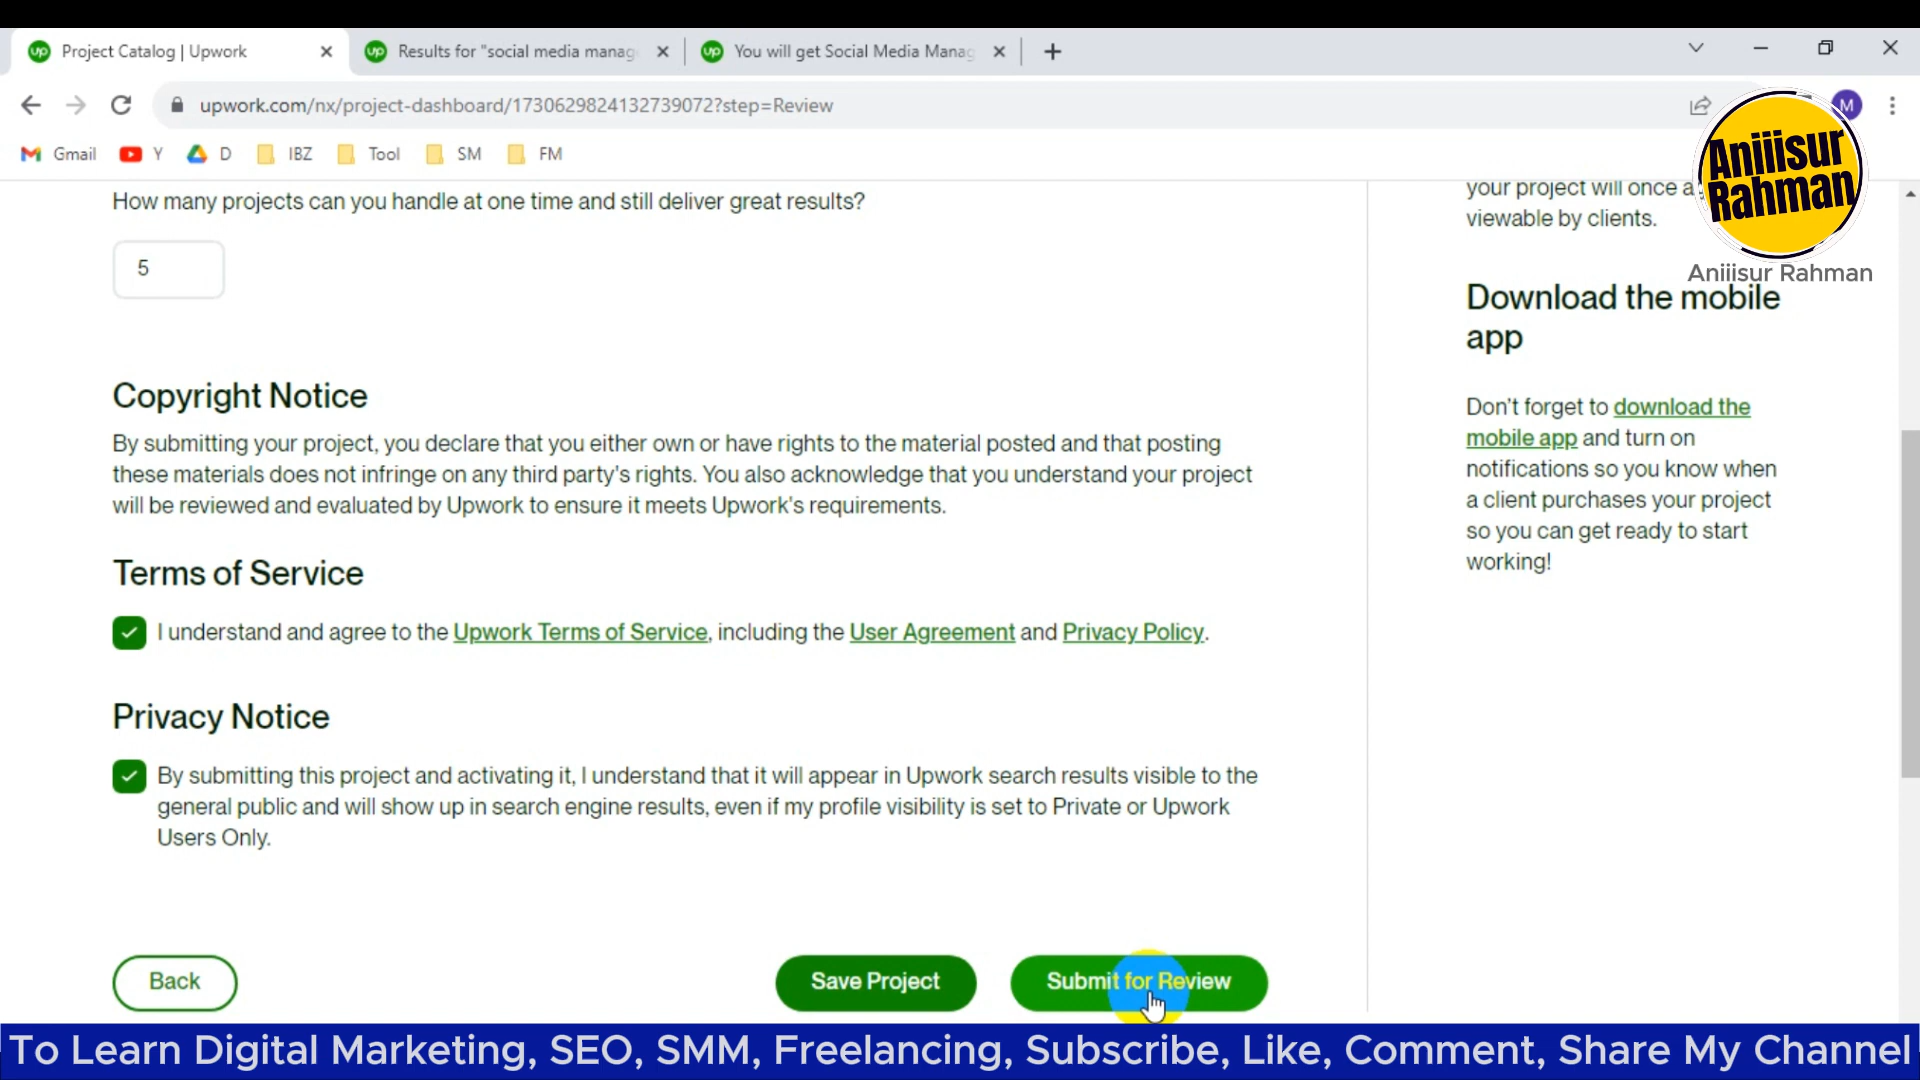 Project Catalog | Upwork
Results for "social media manag
You will get Social Media Manag
upwork.com/nx/project-dashboard/1730629824132739072?step=Review
M
Gmail
Y
D
IBZ
Tool
SM
FM
Aniiisur
Rahman
Aniiisur Rahman
How many projects can you handle at one time and still deliver great results?
5
Copyright Notice
By submitting your project, you declare that you either own or have rights to the material posted and that posting
these materials does not infringe on any third party's rights. You also acknowledge that you understand your project
will be reviewed and evaluated by Upwork to ensure it meets Upwork's requirements.
Terms of Service
I understand and agree to the Upwork Terms of Service, including the User Agreement and Privacy Policy.
Privacy Notice
By submitting this project and activating it, I understand that it will appear in Upwork search results visible to the
general public and will show up in search engine results, even if my profile visibility is set to Private or Upwork
Users Only.
Back
Save Project
Submit for Review
your project will once a
viewable by clients.
Download the mobile
app
Don't forget to download the
mobile app and turn on
notifications so you know when
a client purchases your project
so you can get ready to start
working!
To Learn Digital Marketing, SEO, SMM, Freelancing, Subscribe, Like, Comment, Share My Channel